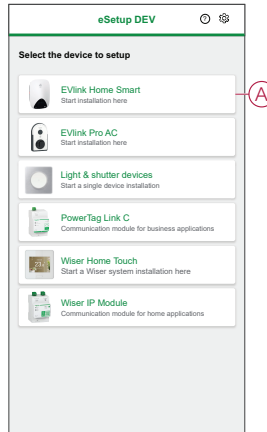 eSetup DEV
Select the device to setup
EVlink Home Smart
Start installation here
A
EVlink Pro AC
Start installation here
Light & shutter devices
Start a single device installation
PowerTag Link C
Communication module for business applications
Wiser Home Touch
Start a Wiser system installation here
Wiser IP Module
Communication module for home applications